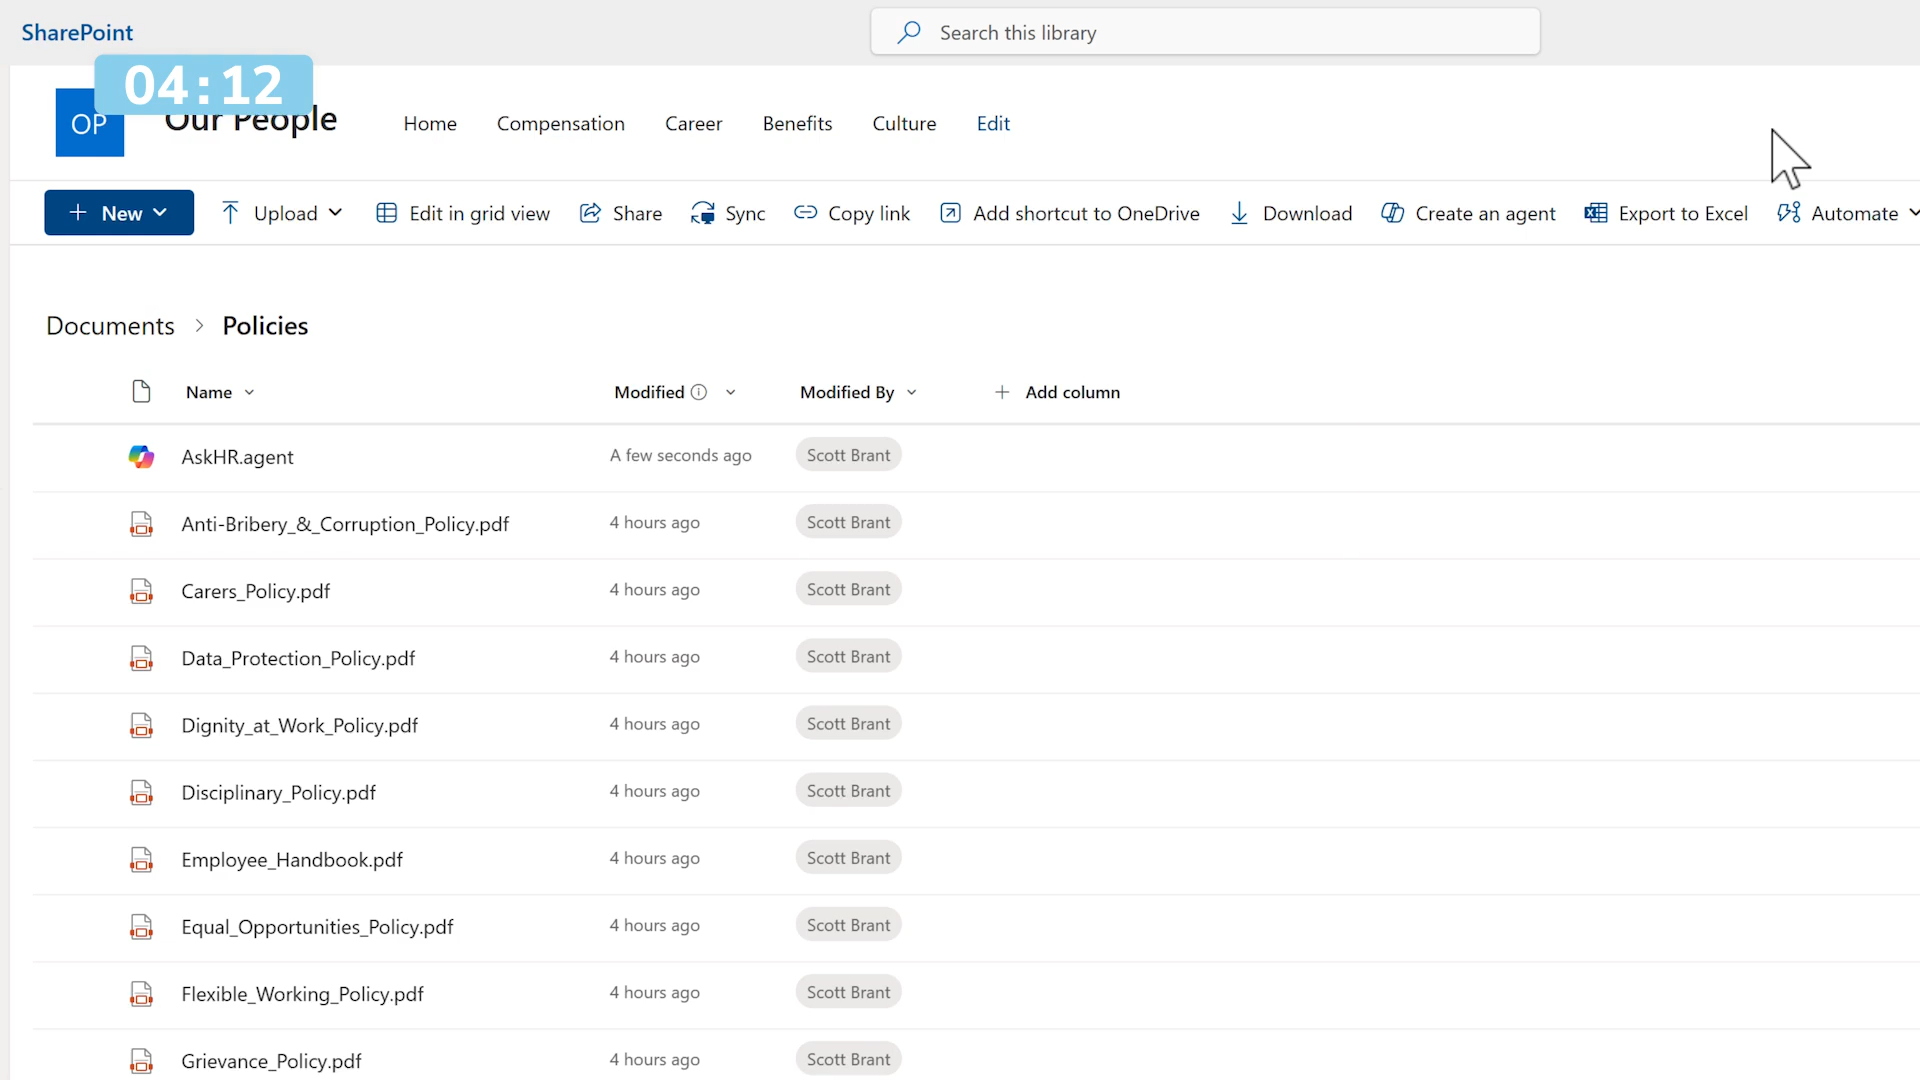 SharePoint
Search this library
04:12
OP
Our People
Home Compensation Career Benefits Culture Edit
New Upload Edit in grid view Share Sync Copy link Add shortcut to OneDrive Download Create an agent Export to Excel Automate
Documents > Policies
Name Modified Modified By + Add column
AskHR.agent A few seconds ago Scott Brant
Anti-Bribery_&_Corruption_Policy.pdf 4 hours ago Scott Brant
Carers_Policy.pdf 4 hours ago Scott Brant
Data_Protection_Policy.pdf 4 hours ago Scott Brant
Dignity_at_Work_Policy.pdf 4 hours ago Scott Brant
Disciplinary_Policy.pdf 4 hours ago Scott Brant
Employee_Handbook.pdf 4 hours ago Scott Brant
Equal_Opportunities_Policy.pdf 4 hours ago Scott Brant
Flexible_Working_Policy.pdf 4 hours ago Scott Brant
Grievance_Policy.pdf 4 hours ago Scott Brant